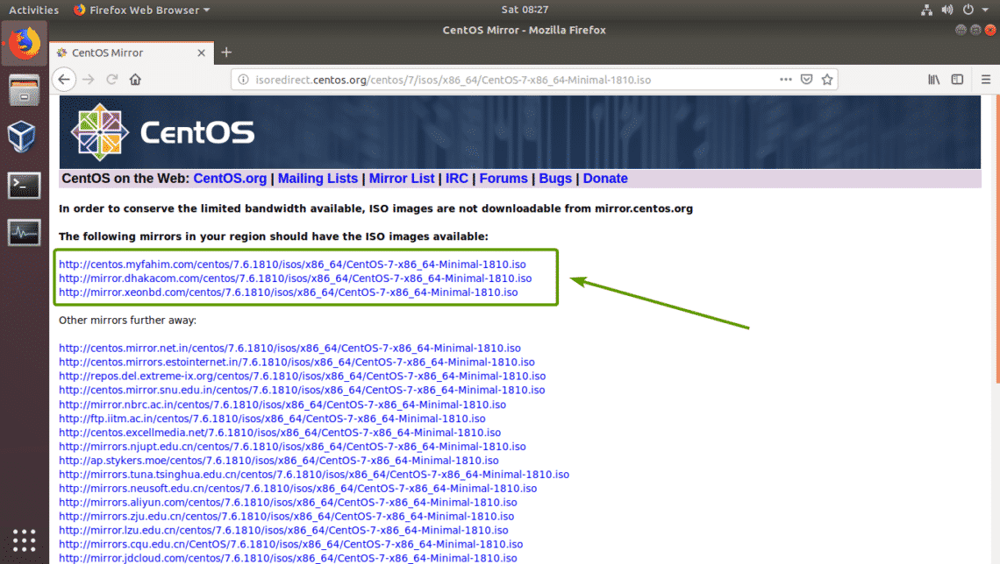 Activities Firefox Web Browser Sat 08:27
CentOS Mirror - Mozilla Firefox
CentOS Mirror
isoredirect.centos.org/centos/7/isos/x86_64/CentOS-7-x86_64-Minimal-1810.iso
CentOS
CentOS on the Web: CentOS.org | Mailing Lists | Mirror List | IRC | Forums | Bugs | Donate
In order to conserve the limited bandwidth available, ISO images are not downloadable from mirror.centos.org
The following mirrors in your region should have the ISO images available:
http://centos.myfahim.com/centos/7.6.1810/isos/x86_64/CentOS-7-x86_64-Minimal-1810.iso
http://mirror.dhakacom.com/centos/7.6.1810/isos/x86_64/CentOS-7-x86_64-Minimal-1810.iso
http://mirror.xeonbd.com/centos/7.6.1810/isos/x86_64/CentOS-7-x86_64-Minimal-1810.iso
Other mirrors further away:
http://centos.mirror.net.in/centos/7.6.1810/isos/x86_64/CentOS-7-x86_64-Minimal-1810.iso
http://centos.mirrors.estointernet.in/7.6.1810/isos/x86_64/CentOS-7-x86_64-Minimal-1810.iso
http://repos.del.extreme-ix.org/centos/7.6.1810/isos/x86_64/CentOS-7-x86_64-Minimal-1810.iso
http://centos.mirror.snu.edu.in/centos/7.6.1810/isos/x86_64/CentOS-7-x86_64-Minimal-1810.iso
http://mirror.nbrc.ac.in/centos/7.6.1810/isos/x86_64/CentOS-7-x86_64-Minimal-1810.iso
http://ftp.iitm.ac.in/centos/7.6.1810/isos/x86_64/CentOS-7-x86_64-Minimal-1810.iso
http://centos.excellmedia.net/7.6.1810/isos/x86_64/CentOS-7-x86_64-Minimal-1810.iso
http://mirrors.njupt.edu.cn/centos/7.6.1810/isos/x86_64/CentOS-7-x86_64-Minimal-1810.iso
http://ap.stykers.moe/centos/7.6.1810/isos/x86_64/CentOS-7-x86_64-Minimal-1810.iso
http://mirrors.tuna.tsinghua.edu.cn/centos/7.6.1810/isos/x86_64/CentOS-7-x86_64-Minimal-1810.iso
http://mirrors.neusoft.edu.cn/centos/7.6.1810/isos/x86_64/CentOS-7-x86_64-Minimal-1810.iso
http://mirrors.aliyun.com/centos/7.6.1810/isos/x86_64/CentOS-7-x86_64-Minimal-1810.iso
http://mirrors.zju.edu.cn/centos/7.6.1810/isos/x86_64/CentOS-7-x86_64-Minimal-1810.iso
http://mirror.lzu.edu.cn/centos/7.6.1810/isos/x86_64/CentOS-7-x86_64-Minimal-1810.iso
http://mirrors.cqu.edu.cn/CentOS/7.6.1810/isos/x86_64/CentOS-7-x86_64-Minimal-1810.iso
http://mirror.jdcloud.com/centos/7.6.1810/isos/x86_64/CentOS-7-x86_64-Minimal-1810.iso